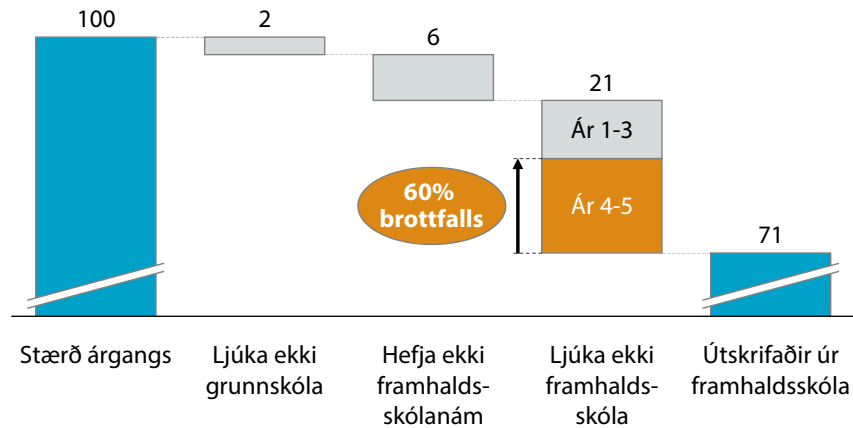 100
2
6
21
Ár 1-3
60%
brottfalls
Ár 4-5
71
Stærð árgangs
Ljúka ekki
grunnskóla
Hefja ekki
framhalds-
skólanám
Ljúka ekki
framhalds-
skóla
Útskrifaðir úr
framhaldsskóla